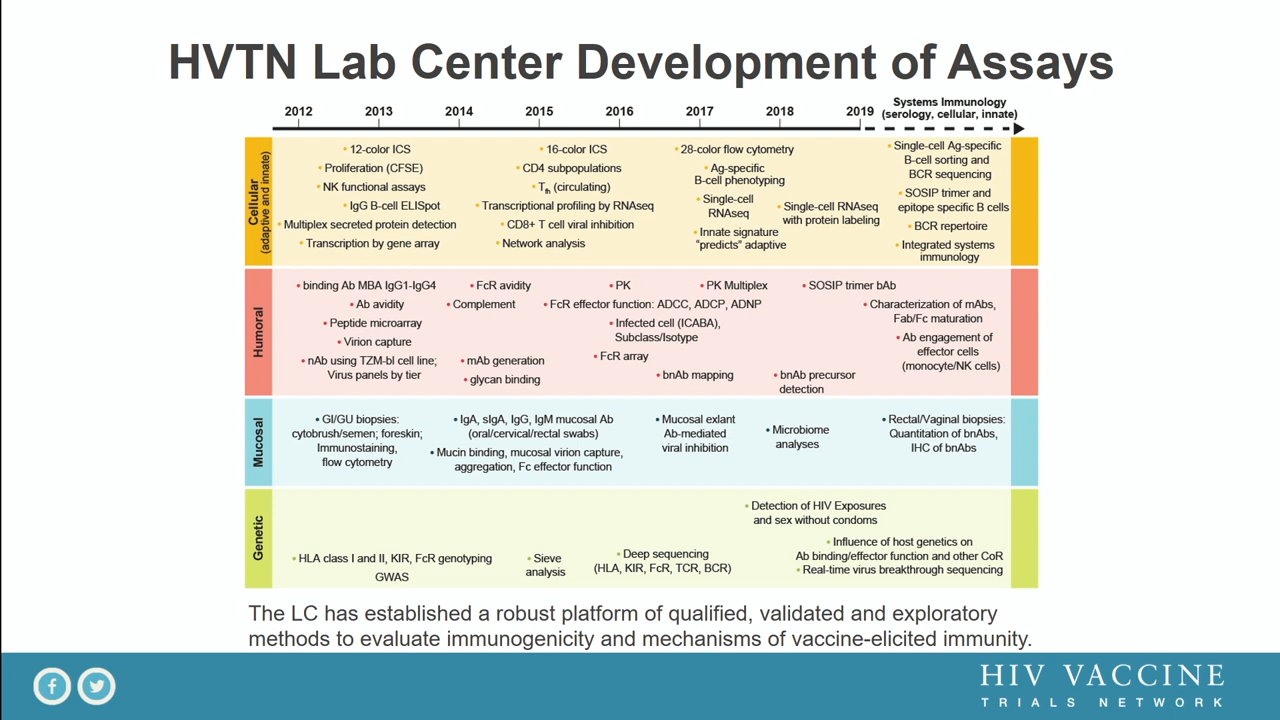 HVTN Lab Center Development of Assays
2012 2013 2014 2015 2016 2017 2018 2019
Systems Immunology
(serology, cellular, innate)
Cellular
(adaptive and innate)
• 12-color ICS
• Proliferation (CFSE)
• NK functional assays
• IgG B-cell ELISpot
• Multiplex secreted protein detection
• Transcription by gene array
• 16-color ICS
• CD4 subpopulations
• Tfh (circulating)
• Transcriptional profiling by RNAseq
• CD8+ T cell viral inhibition
• Network analysis
• 28-color flow cytometry
• Ag-specific
B-cell phenotyping
• Single-cell
RNAseq
• Innate signature
“predicts” adaptive
• Single-cell RNAseq
with protein labeling
• Single-cell Ag-specific
B-cell sorting and
BCR sequencing
• SOSIP trimer and
epitope specific B cells
• BCR repertoire
• Integrated systems
immunology
Humoral
• binding Ab MBA IgG1-IgG4
• Ab avidity
• Peptide microarray
• Virion capture
• nAb using TZM-bl cell line;
Virus panels by tier
• FcR avidity
• Complement
• mAb generation
• glycan binding
• PK
• FcR effector function: ADCC, ADCP, ADNP
• Infected cell (ICABA),
Subclass/Isotype
• FcR array
• bnAb mapping
• PK Multiplex
• SOSIP trimer bAb
• bnAb precursor
detection
• Characterization of mAbs,
Fab/Fc maturation
• Ab engagement of
effector cells
(monocyte/NK cells)
Mucosal
• GI/GU biopsies:
cytobrush/semen; foreskin;
Immunostaining,
flow cytometry
• IgA, sIgA, IgG, IgM mucosal Ab
(oral/cervical/rectal swabs)
• Mucin binding, mucosal virion capture,
aggregation, Fc effector function
• Mucosal exlant
Ab-mediated
viral inhibition
• Microbiome
analyses
• Rectal/Vaginal biopsies:
Quantitation of bnAbs,
IHC of bnAbs
Genetic
• HLA class I and II, KIR, FcR genotyping
GWAS
• Sieve
analysis
• Deep sequencing
(HLA, KIR, FcR, TCR, BCR)
• Detection of HIV Exposures
and sex without condoms
• Influence of host genetics on
Ab binding/effector function and other CoR
• Real-time virus breakthrough sequencing
The LC has established a robust platform of qualified, validated and exploratory
methods to evaluate immunogenicity and mechanisms of vaccine-elicited immunity.
HIV VACCINE
TRIALS NETWORK